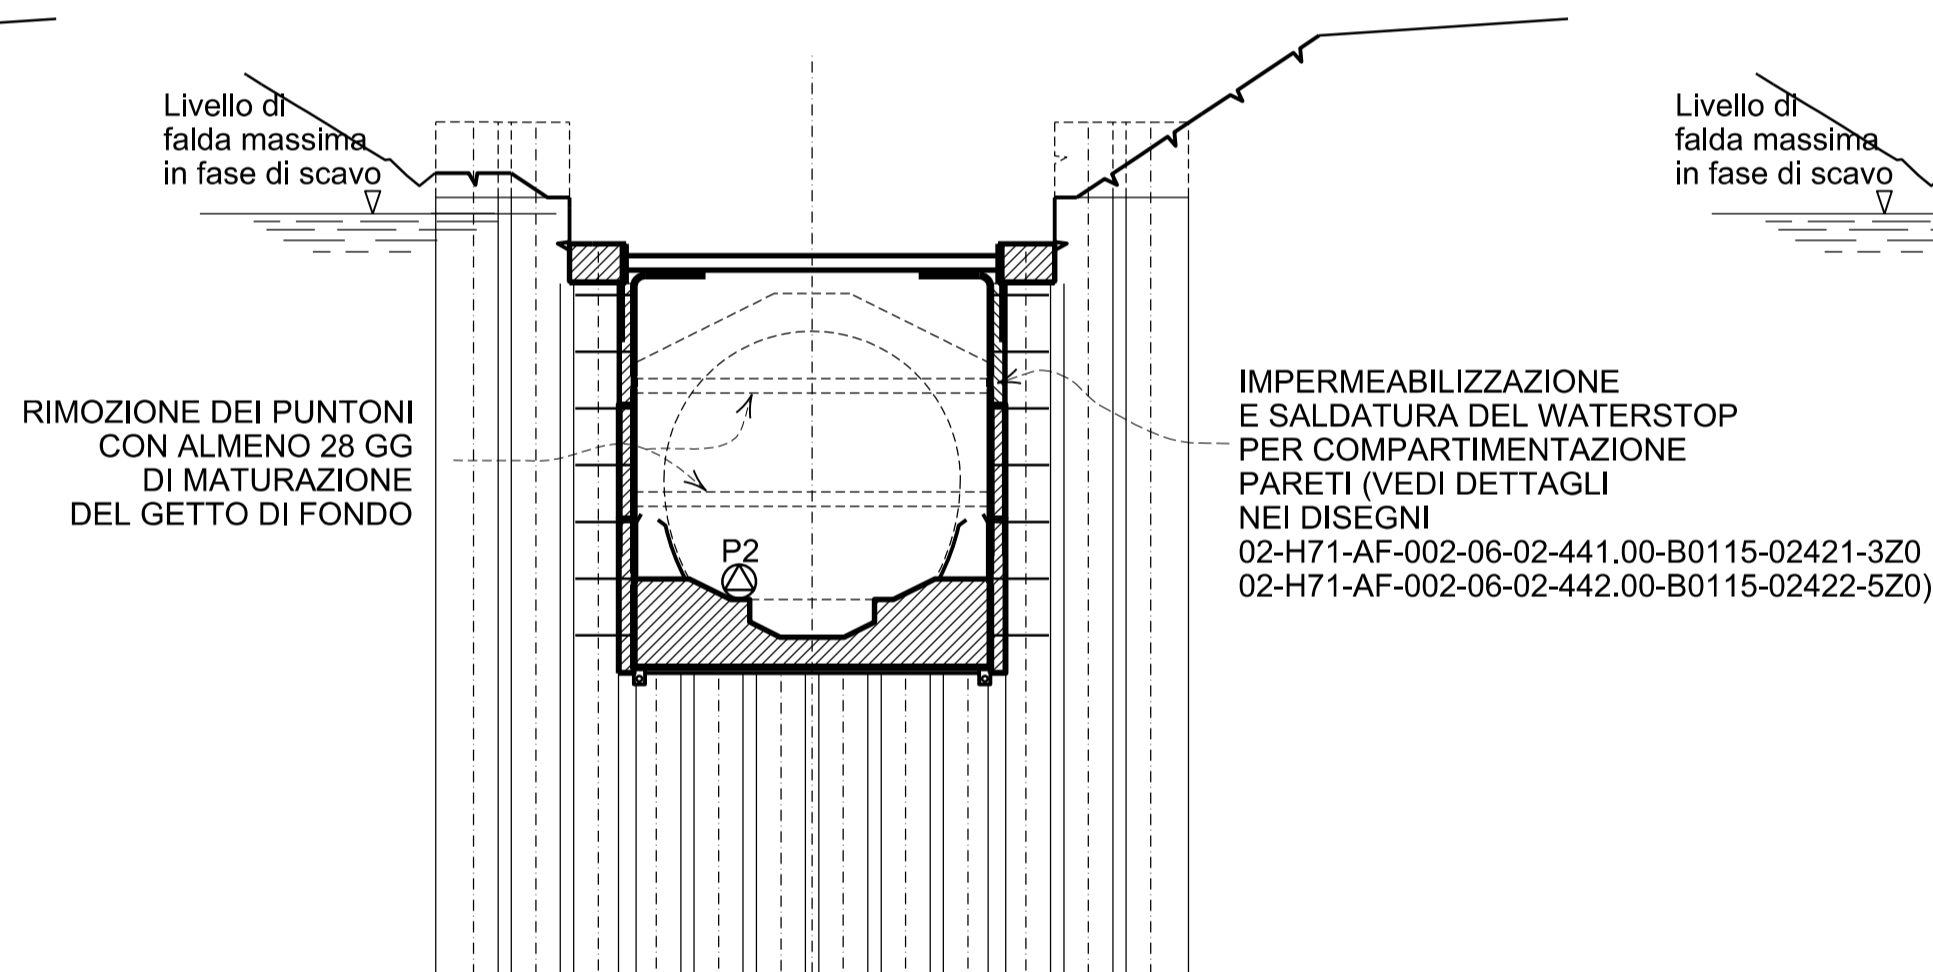 Livello di
falda massima
in fase di scavo
Livello di
falda massima
in fase di scavo
RIMOZIONE DEI PUNTONI
CON ALMENO 28 GG
DI MATURAZIONE
DEL GETTO DI FONDO
P2
IMPERMEABILIZZAZIONE
E SALDATURA DEL WATERSTOP
PER COMPARTIMENTAZIONE
PARETI (VEDI DETTAGLI
NEI DISEGNI
02-H71-AF-002-06-02-441.00-B0115-02421-3Z0
02-H71-AF-002-06-02-442.00-B0115-02422-5Z0)